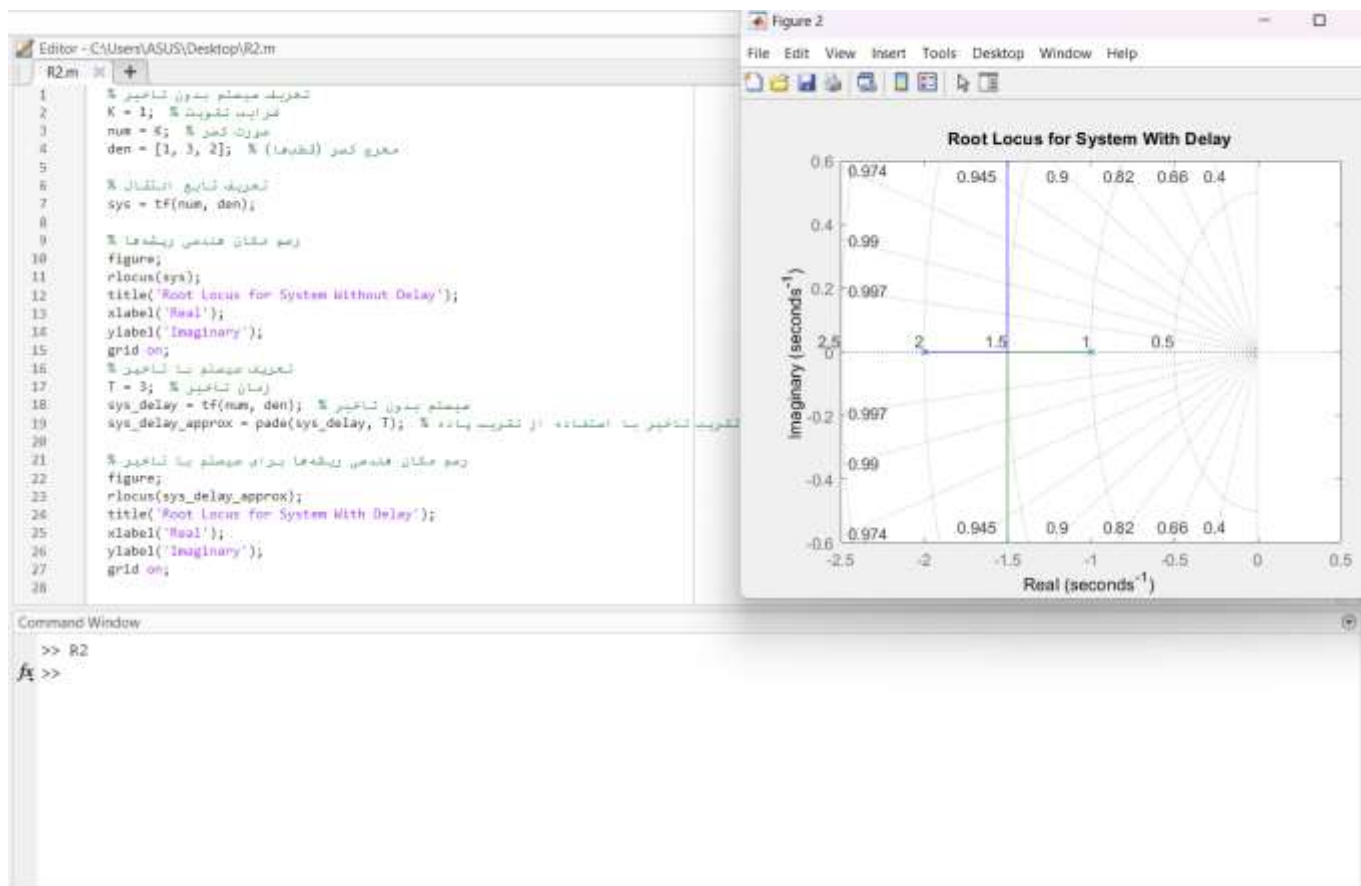 Editor - C:\Users\ASUS\Desktop\R2.m
R2.m
1 % تعریف سیستم بدون تاخیر
2 K = 1; % ضرایب تقویت
3 num = K; % صورت کسر
4 den = [1, 3, 2]; % مخرج کسر (قطب‌ها)
5
6 % تعریف تابع انتقال
7 sys = tf(num, den);
8
9 % رسم مکان هندسی ریشه‌ها
10 figure;
11 rlocus(sys);
12 title('Root Locus for System Without Delay');
13 xlabel('Real');
14 ylabel('Imaginary');
15 grid on;
16 % تعریف سیستم با تاخیر
17 T = 3; % زمان تاخیر
18 sys_delay = tf(num, den); % سیستم بدون تاخیر
19 sys_delay_approx = pade(sys_delay, T); % تقریب تاخیر با استفاده از تقریب پاده
20
21 % رسم مکان هندسی ریشه‌ها برای سیستم با تاخیر
22 figure;
23 rlocus(sys_delay_approx);
24 title('Root Locus for System With Delay');
25 xlabel('Real');
26 ylabel('Imaginary');
27 grid on;
28
Figure 2
File Edit View Insert Tools Desktop Window Help
Root Locus for System With Delay
0.6 0.974 0.945 0.9 0.82 0.66 0.4
0.4
0.99
0.2 0.997
2.5 2 1.5 1 0.5
0
-0.2 0.997
0.99
-0.4
-0.6 0.974 0.945 0.9 0.82 0.66 0.4
-2.5 -2 -1.5 -1 -0.5 0 0.5
Imaginary (seconds⁻¹)
Real (seconds⁻¹)
Command Window
>> R2
fx >>